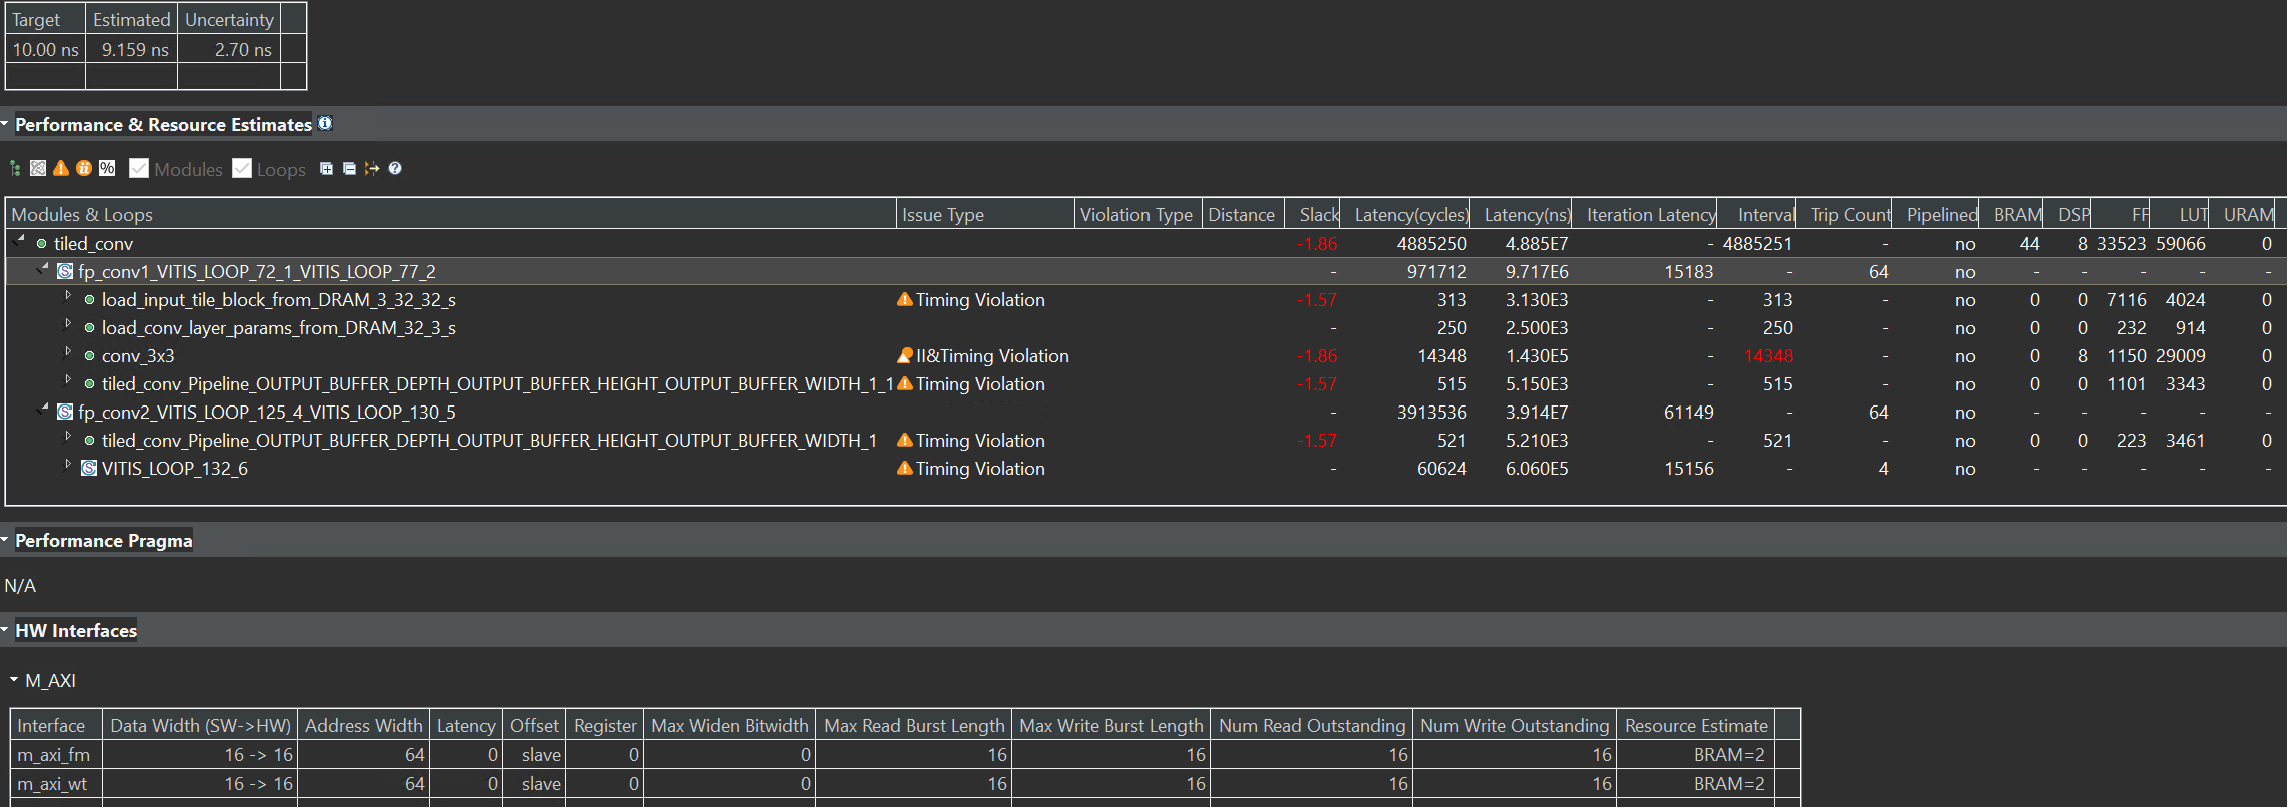 Target Estimated Uncertainty
10.00 ns 9.159 ns 2.70 ns
Performance & Resource Estimates
% Modules Loops
Modules & Loops Issue Type Violation Type Distance Slack Latency(cycles) Latency(ns) Iteration Latency Interval Trip Count Pipelined BRAM DSP FF LUT URAM
tiled_conv -1.86 4885250 4.885E7 - 4885251 - no 44 8 33523 59066 0
fp_conv1_VITIS_LOOP_72_1_VITIS_LOOP_77_2 - 971712 9.717E6 15183 - 64 no - - - - -
load_input_tile_block_from_DRAM_3_32_32_s Timing Violation -1.57 313 3.130E3 - 313 - no 0 0 7116 4024 0
load_conv_layer_params_from_DRAM_32_3_s - 250 2.500E3 - 250 - no 0 0 232 914 0
conv_3x3 II&Timing Violation -1.86 14348 1.430E5 - 14348 - no 0 8 1150 29009 0
tiled_conv_Pipeline_OUTPUT_BUFFER_DEPTH_OUTPUT_BUFFER_HEIGHT_OUTPUT_BUFFER_WIDTH_1_1 Timing Violation -1.57 515 5.150E3 - 515 - no 0 0 1101 3343 0
fp_conv2_VITIS_LOOP_125_4_VITIS_LOOP_130_5 - 3913536 3.914E7 61149 - 64 no - - - - -
tiled_conv_Pipeline_OUTPUT_BUFFER_DEPTH_OUTPUT_BUFFER_HEIGHT_OUTPUT_BUFFER_WIDTH_1 Timing Violation -1.57 521 5.210E3 - 521 - no 0 0 223 3461 0
VITIS_LOOP_132_6 Timing Violation - 60624 6.060E5 15156 - 4 no - - - - -
Performance Pragma
N/A
HW Interfaces
M_AXI
Interface Data Width (SW->HW) Address Width Latency Offset Register Max Widen Bitwidth Max Read Burst Length Max Write Burst Length Num Read Outstanding Num Write Outstanding Resource Estimate
m_axi_fm 16 -> 16 64 0 slave 0 0 16 16 16 16 BRAM=2
m_axi_wt 16 -> 16 64 0 slave 0 0 16 16 16 16 BRAM=2